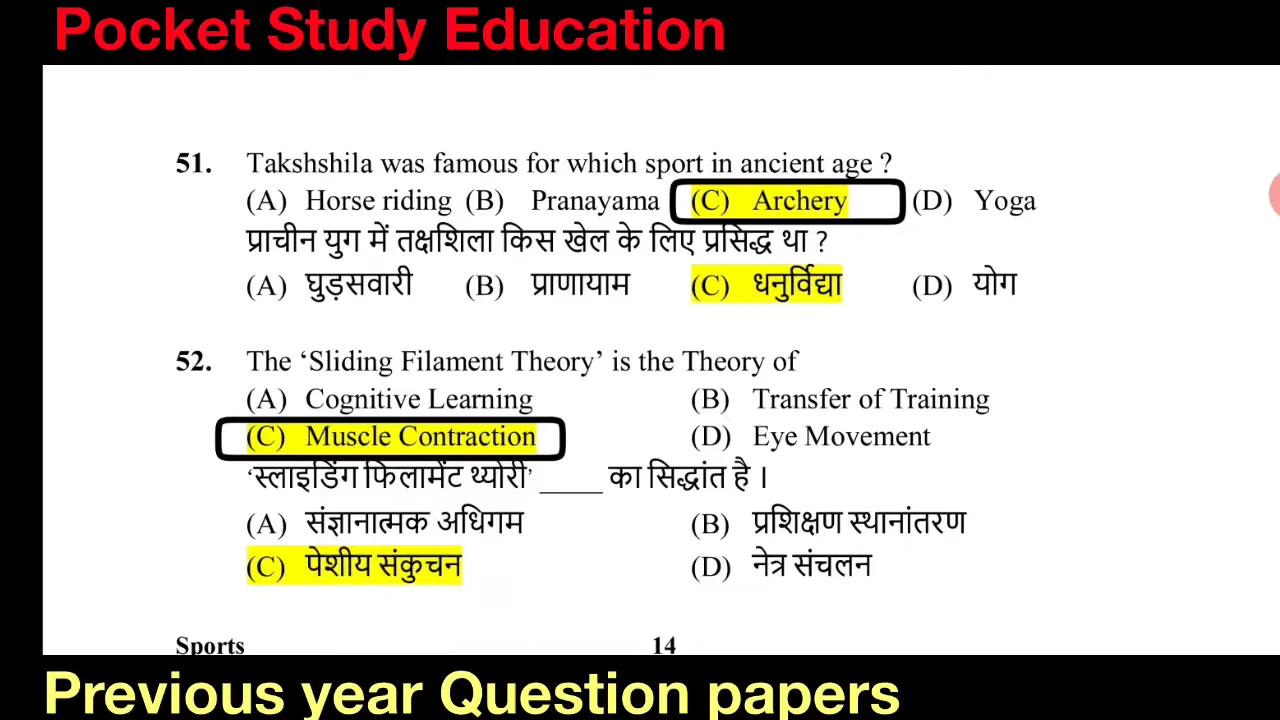 Pocket Study Education
51. Takshshila was famous for which sport in ancient age ?
(A) Horse riding (B) Pranayama (C) Archery (D) Yoga
प्राचीन युग में तक्षशिला किस खेल के लिए प्रसिद्ध था ?
(A) घुड़सवारी (B) प्राणायाम (C) धनुर्विद्या (D) योग
52. The ‘Sliding Filament Theory’ is the Theory of
(A) Cognitive Learning (B) Transfer of Training
(C) Muscle Contraction (D) Eye Movement
‘स्लाइडिंग फिलामेंट थ्योरी’ ____ का सिद्धांत है ।
(A) संज्ञानात्मक अधिगम (B) प्रशिक्षण स्थानांतरण
(C) पेशीय संकुचन (D) नेत्र संचलन
Sports 14
Previous year Question papers